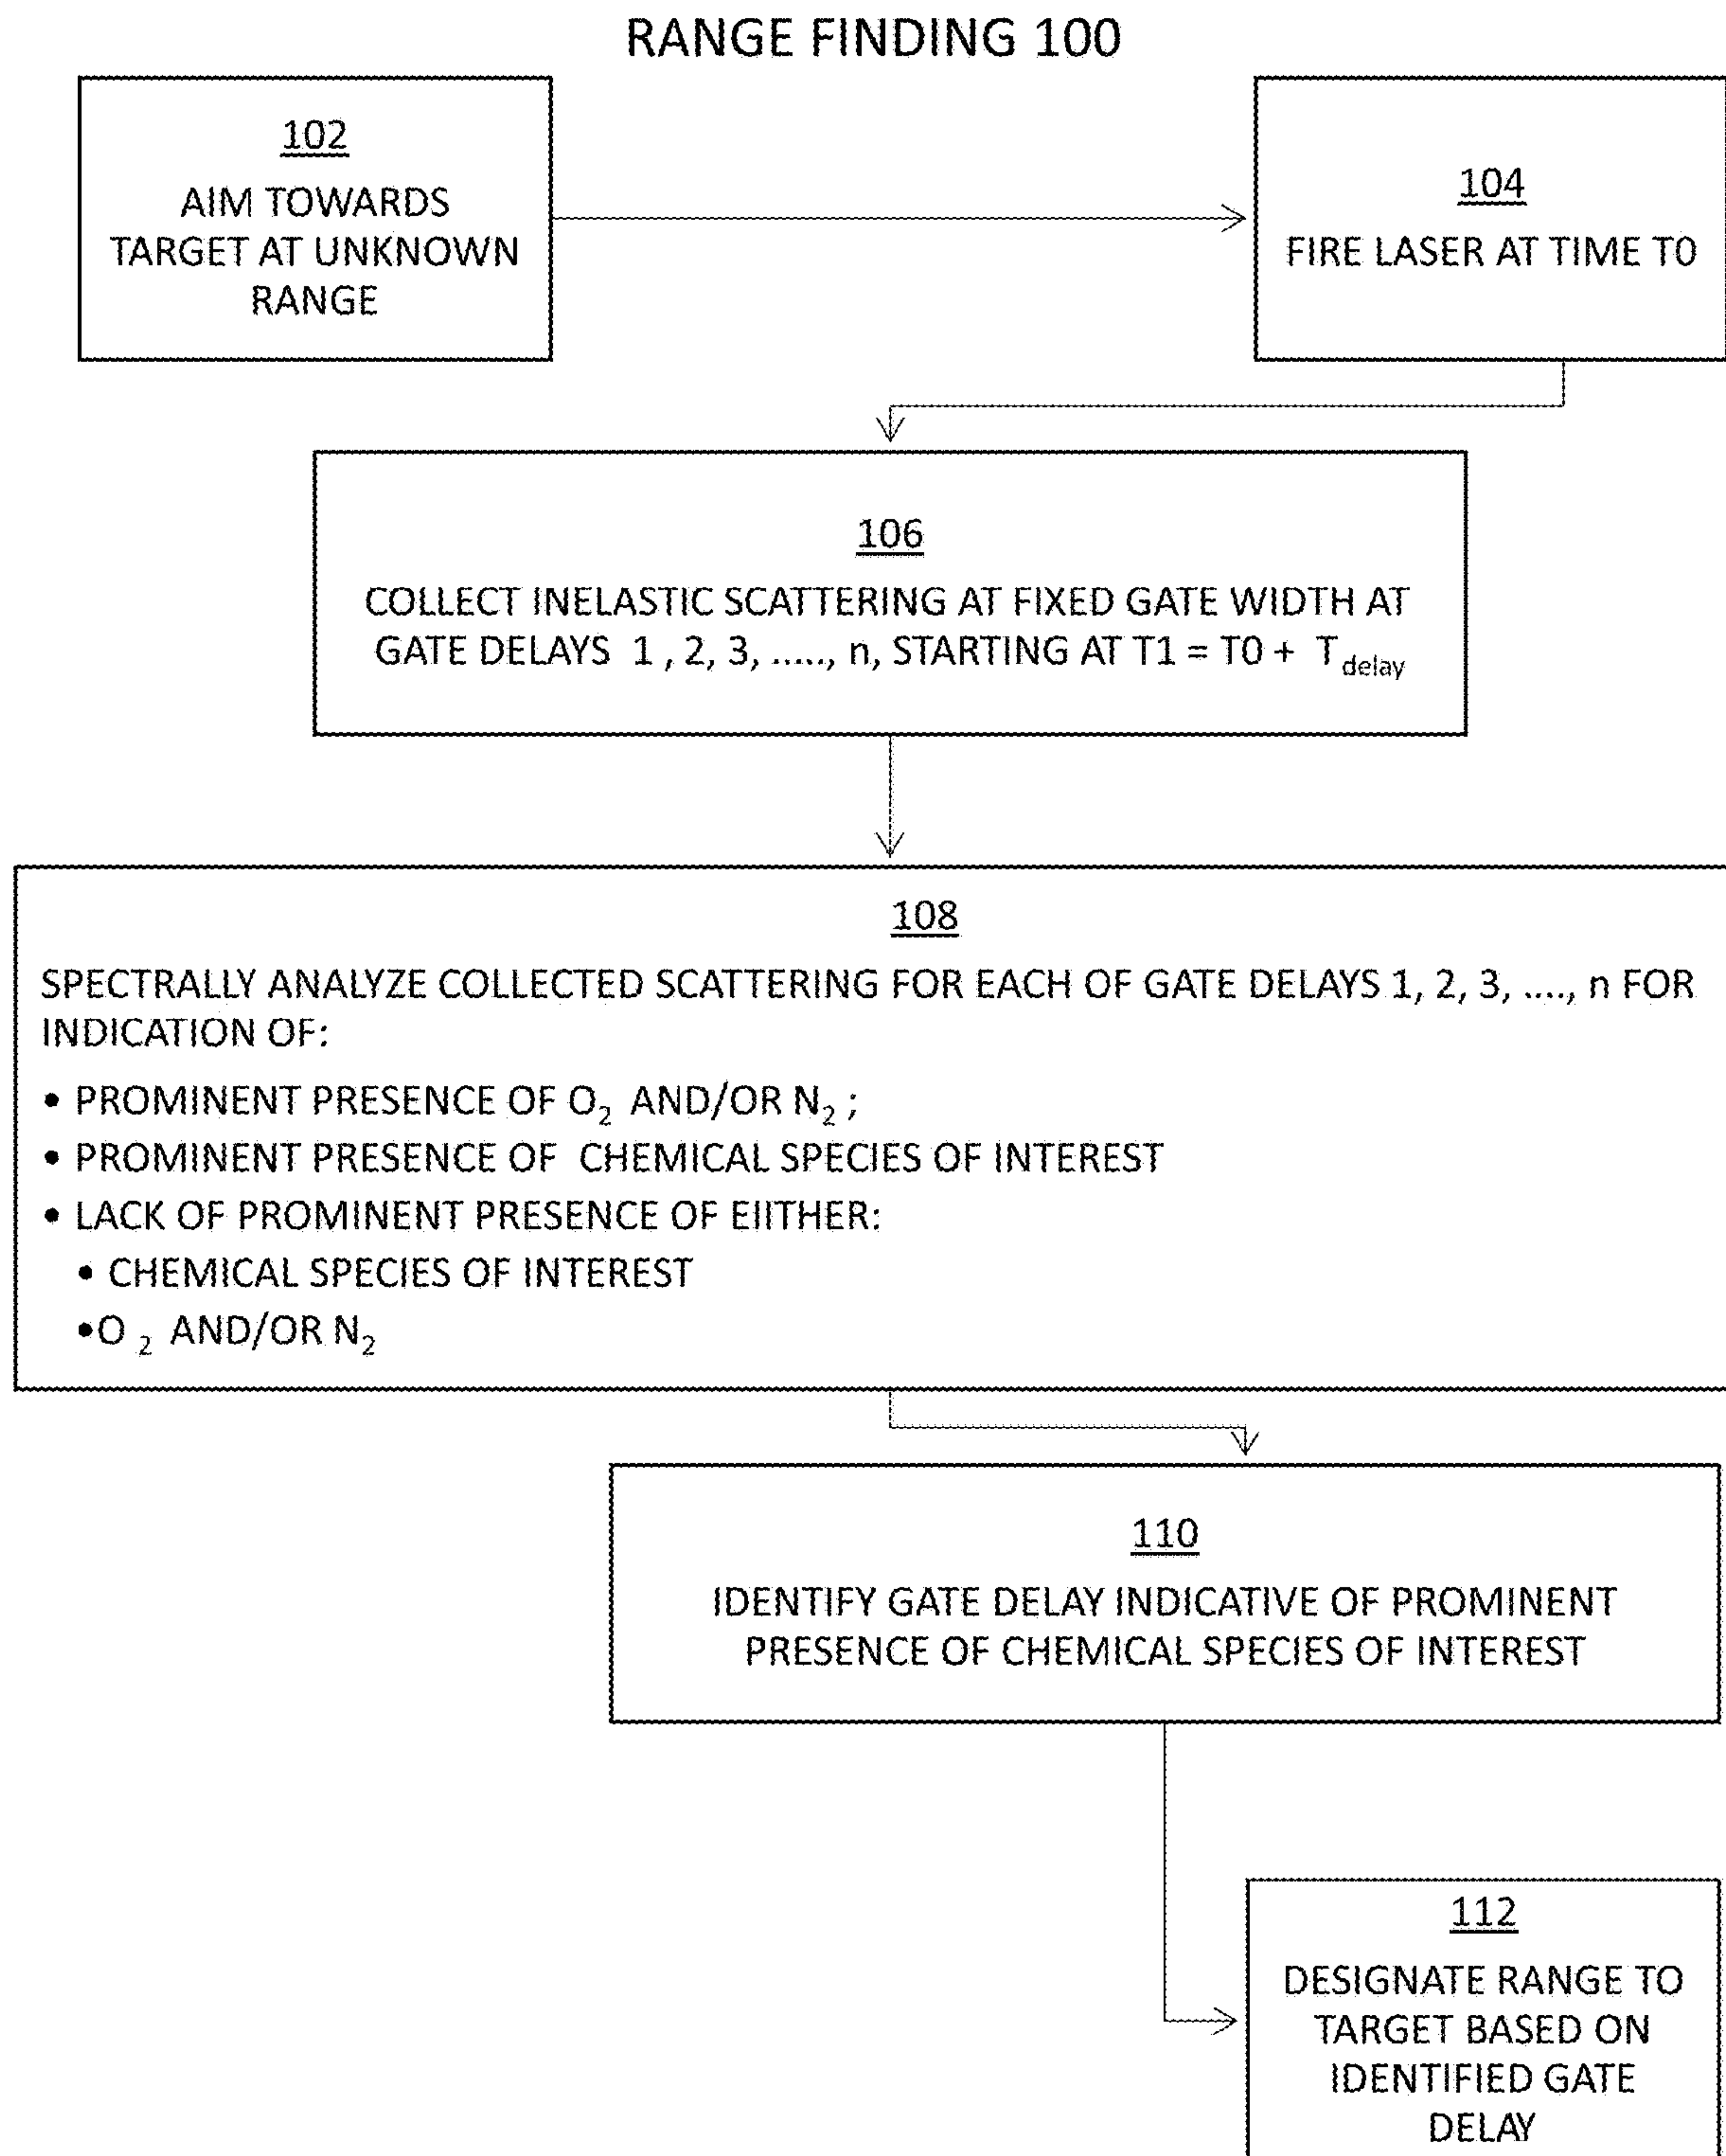 RANGE FINDING 100
102
AIM TOWARDS
TARGET AT UNKNOWN
RANGE
104
FIRE LASER AT TIME T0
106
COLLECT INELASTIC SCATTERING AT FIXED GATE WIDTH AT
GATE DELAYS 1 , 2, 3, ....., n, STARTING AT T1 = T0 + T delay
108
SPECTRALLY ANALYZE COLLECTED SCATTERING FOR EACH OF GATE DELAYS 1, 2, 3, ...., n FOR
INDICATION OF:
• PROMINENT PRESENCE OF O₂ AND/OR N₂ ;
• PROMINENT PRESENCE OF CHEMICAL SPECIES OF INTEREST
• LACK OF PROMINENT PRESENCE OF EIITHER:
• CHEMICAL SPECIES OF INTEREST
•O ₂ AND/OR N₂
110
IDENTIFY GATE DELAY INDICATIVE OF PROMINENT
PRESENCE OF CHEMICAL SPECIES OF INTEREST
112
DESIGNATE RANGE TO
TARGET BASED ON
IDENTIFIED GATE
DELAY